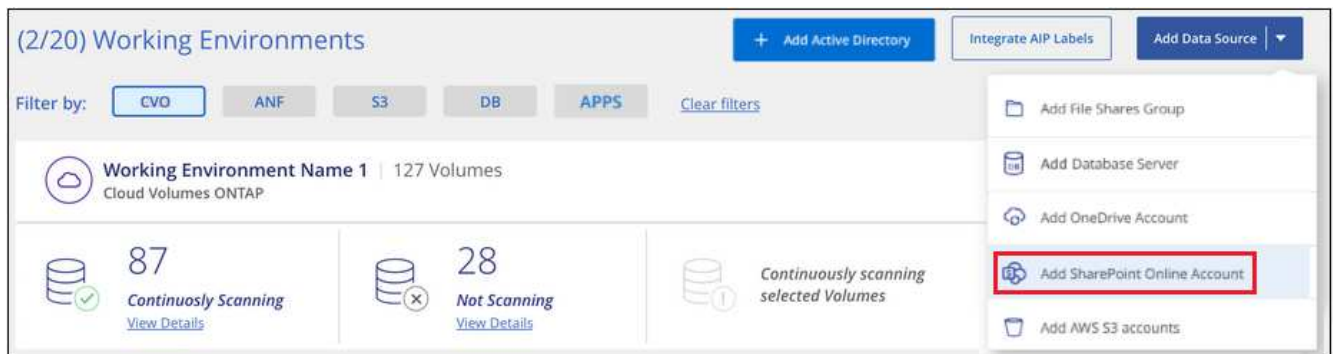 (2/20) Working Environments
+ Add Active Directory
Integrate AIP Labels
Add Data Source
Filter by: CVO ANF S3 DB APPS Clear filters
Working Environment Name 1 | 127 Volumes
Cloud Volumes ONTAP
87
Continuosly Scanning
View Details
28
Not Scanning
View Details
Continuously scanning
selected Volumes
Add File Shares Group
DB
Add Database Server
Add OneDrive Account
Add SharePoint Online Account
Add AWS S3 accounts